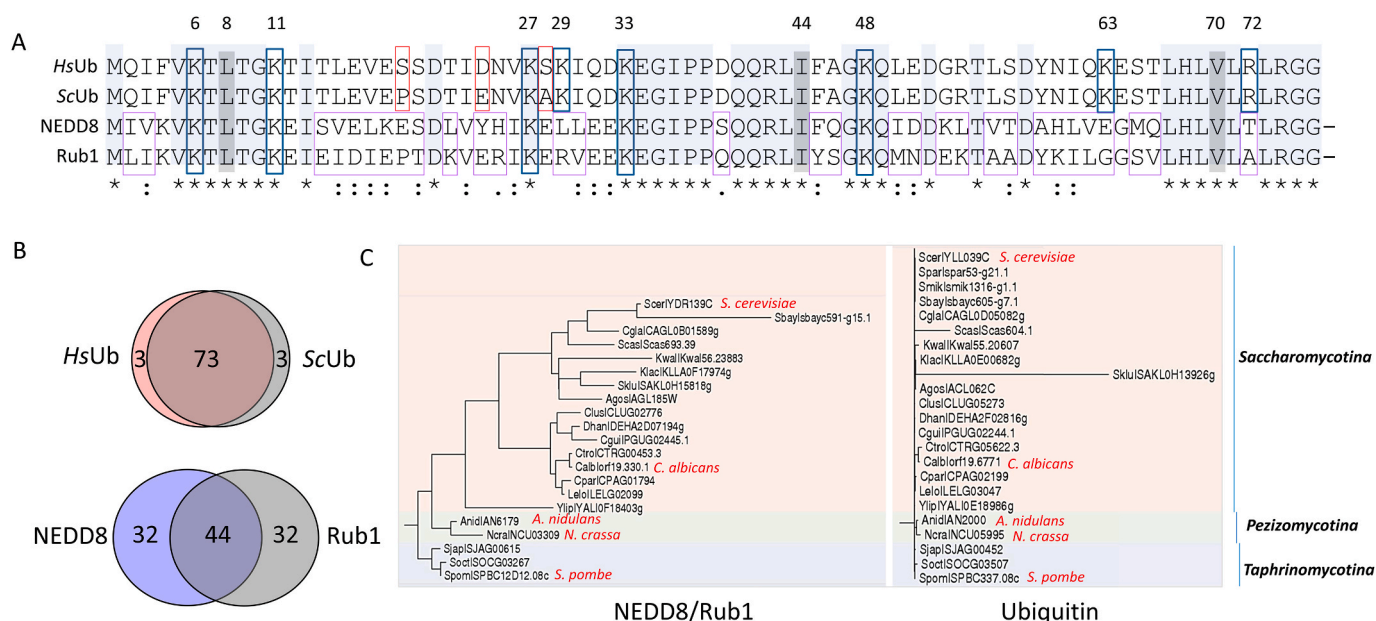 6 8 11 27 29 33 44 48 63 70 72
A
HsUb MQIFVKTLTGKTITLEVESSDTIDNVKSKIQDKEGIPPDQQRLIFAGKQLEDGRTLSDYNIQKESTLHLVLRLRGG
ScUb MQIFVKTLTGKTITLEVEPSDTIENVKAKIQDKEGIPPDQQRLIFAGKQLEDGRTLSDYNIQKESTLHLVLRLRGG
NEDD8 MIVKVKTLTGKEISVELKESDLVYHIKELLEEKEGIPPSQQRLIFQGKQIDDKLTVTDAHLVEGMQLHLVLTLRGG–
Rub1 MLIKVKTLTGKEIEIDIEPTDKVERIKERVEEKEGIPPQQQRLIYSGKQMNDEKTAADYKILGGSVLHLVLALRGG–
* : ******* * :::: * : .: * :: ******.***** **::* * * :: ***** ****
B
HsUb 3 73 3 ScUb
NEDD8 32 44 32 Rub1
C
Scer|YDR139C S. cerevisiae
Sbay|sbayc591-g15.1
Cgla|CAGL0B01589g
Scas|Scas693.39
Kwal|Kwal56.23883
Klac|KLLA0F17974g
Sklu|SAKL0H15818g
Agos|AGL185W
Clus|CLUG02776
Dhan|DEHA2D07194g
Cgui|PGUG02445.1
Ctro|CTRG00453.3
Calb|orf19.330.1 C. albicans
Cpar|CPAG01794
Lelo|LELG02099
Ylip|YALI0F18403g
Anid|AN6179 A. nidulans
Ncra|NCU03309 N. crassa
Sjap|SJAG00615
Soct|SOCG03267
Spom|SPBC12D12.08c S. pombe
NEDD8/Rub1
Scer|YLL039C S. cerevisiae
Spar|spar53-g21.1
Smik|smik1316-g1.1
Sbay|sbayc605-g7.1
Cgla|CAGL0D05082g
Scas|Scas604.1
Kwal|Kwal55.20607
Klac|KLLA0E00682g
Sklu|SAKL0H13926g
Agos|ACL062C
Clus|CLUG05273
Dhan|DEHA2F02816g
Cgui|PGUG02244.1
Ctro|CTRG05622.3
Calb|orf19.6771 C. albicans
Cpar|CPAG02199
Lelo|LELG03047
Ylip|YALI0E18986g
Anid|AN2000 A. nidulans
Ncra|NCU05995 N. crassa
Sjap|SJAG00452
Soct|SOCG03507
Spom|SPBC337.08c S. pombe
Ubiquitin
Saccharomycotina
Pezizomycotina
Taphrinomycotina